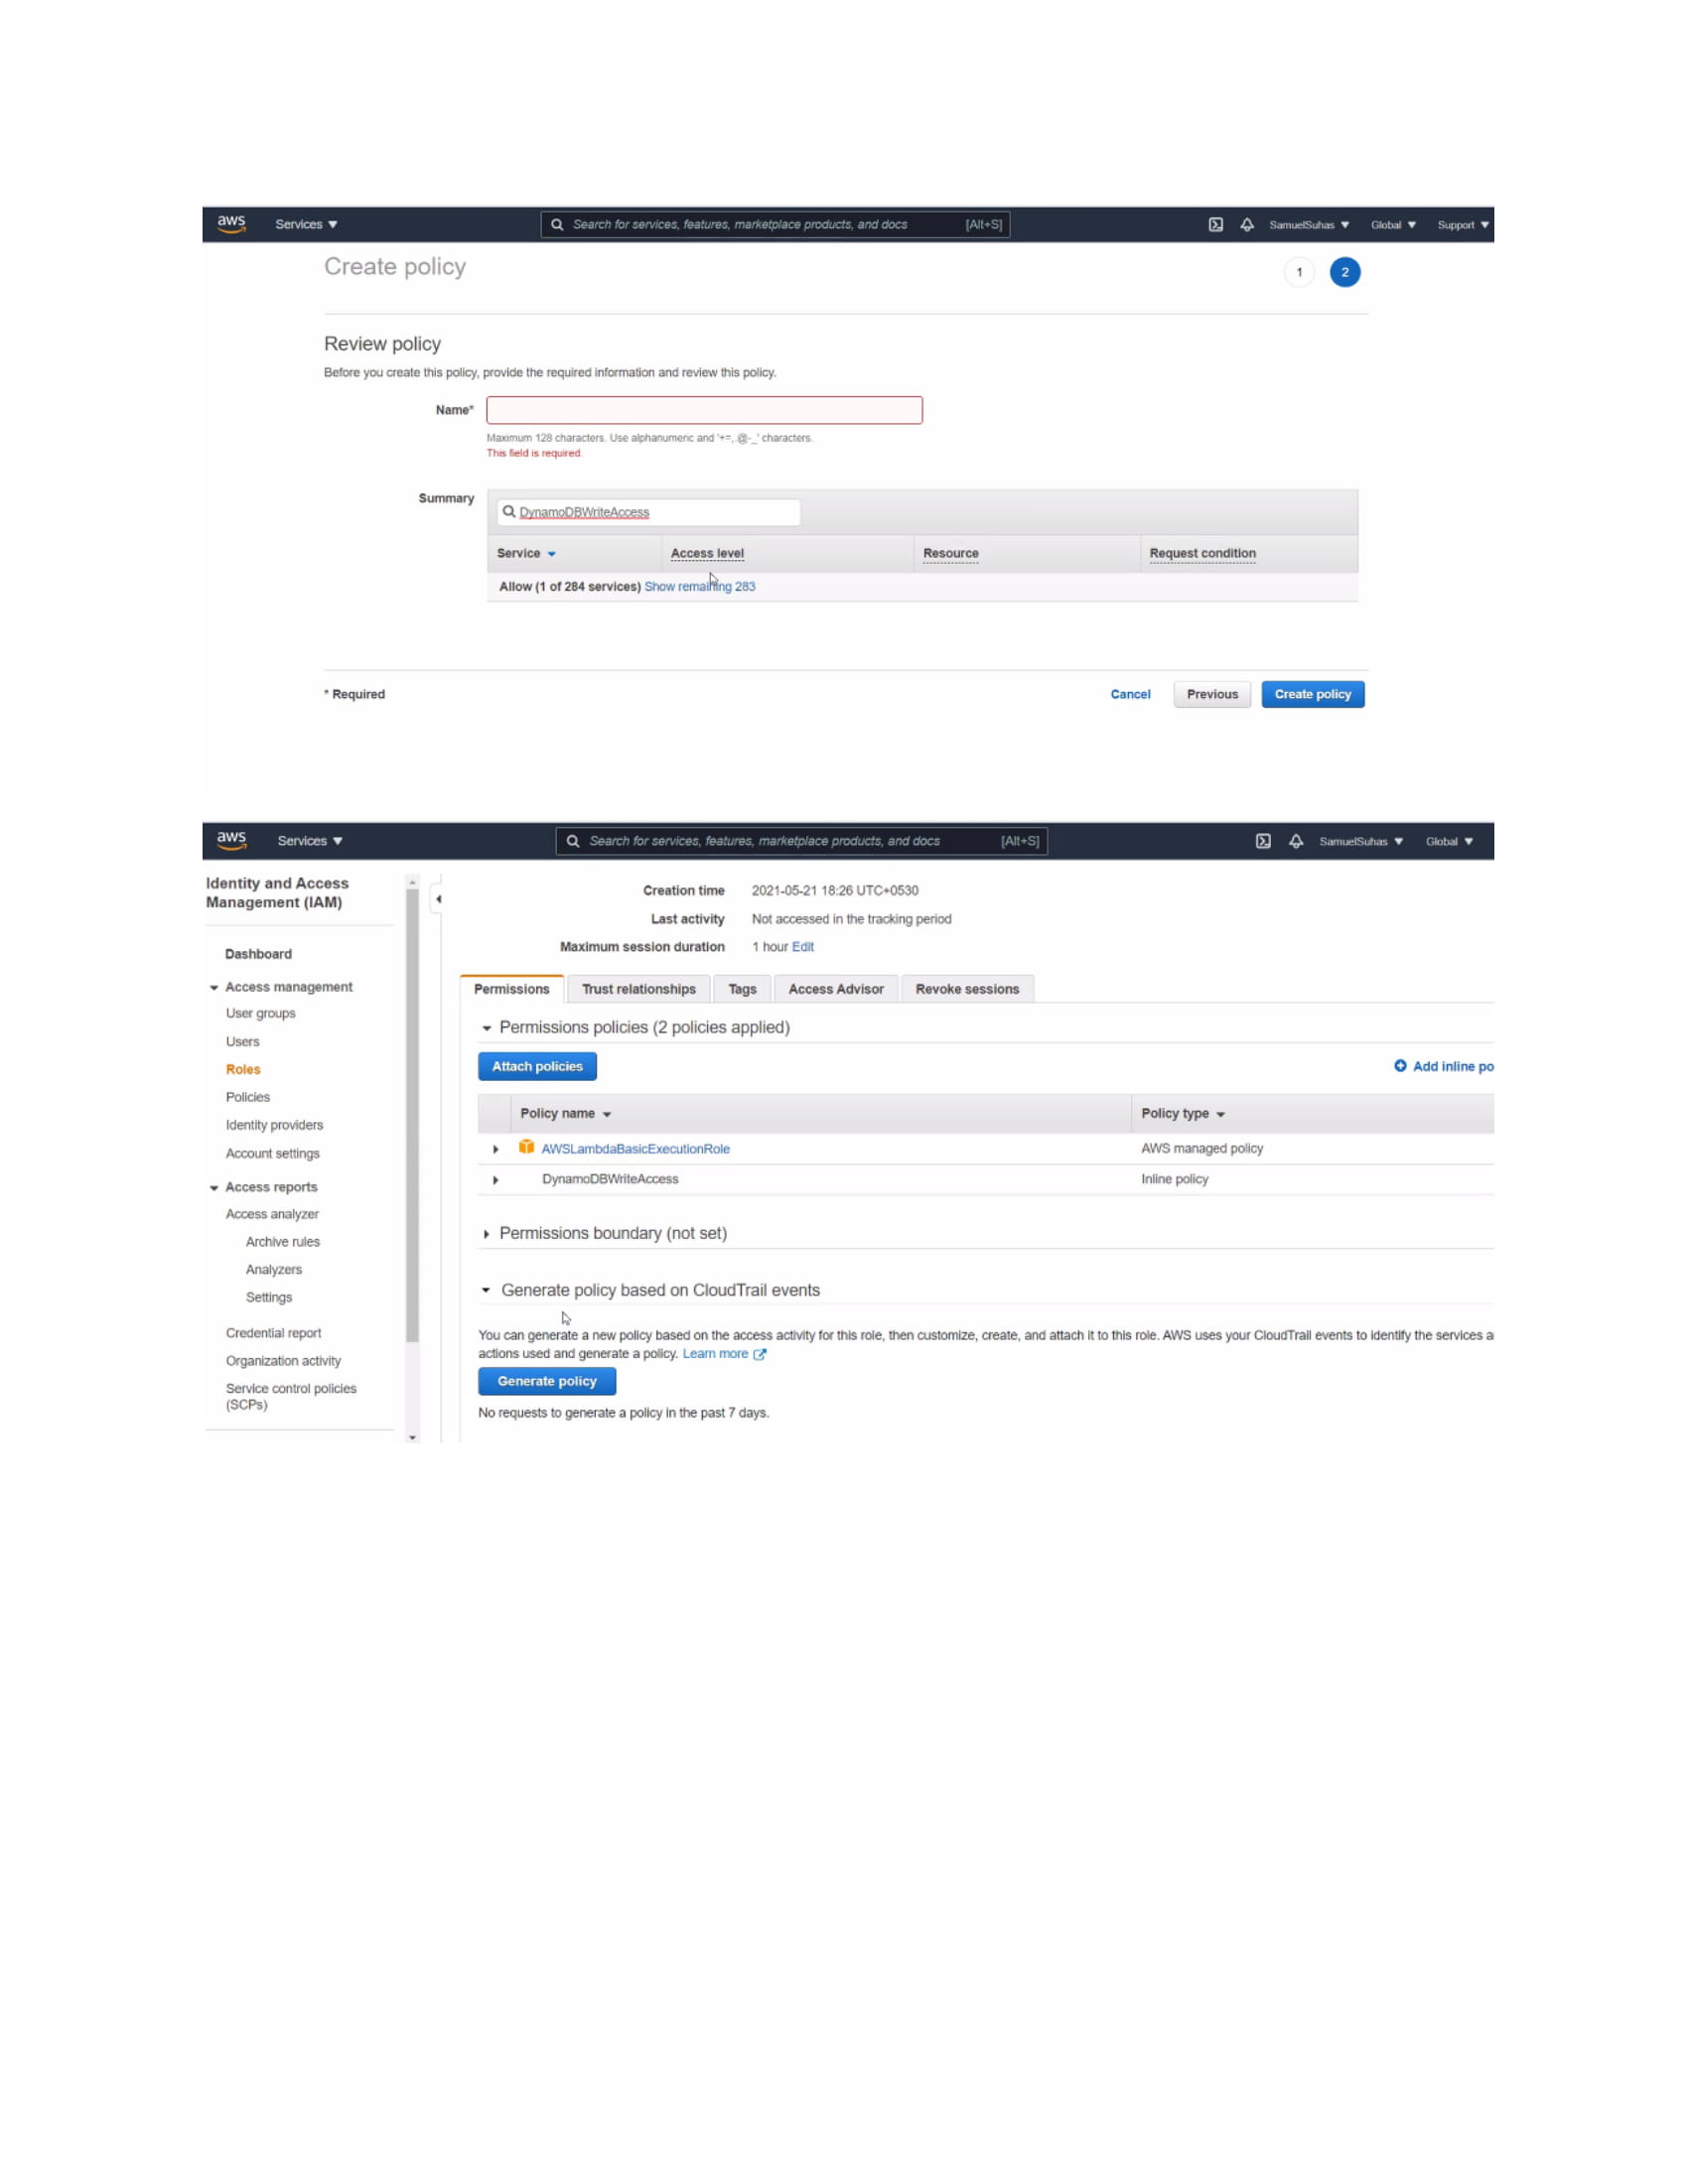 aws Services Search for services, features, marketplace products, and docs [Alt+S] SamuelSuhas Global Support
Create policy 1 2
Review policy
Before you create this policy, provide the required information and review this policy.
Name*
Maximum 128 characters. Use alphanumeric and '+=,.@-_' characters.
This field is required.
Summary
DynamoDBWriteAccess
Service Access level Resource Request condition
Allow (1 of 284 services) Show remaining 283
* Required Cancel Previous Create policy
aws Services Search for services, features, marketplace products, and docs [Alt+S] SamuelSuhas Global
Identity and Access
Management (IAM)
Dashboard
Access management
User groups
Users
Roles
Policies
Identity providers
Account settings
Access reports
Access analyzer
Archive rules
Analyzers
Settings
Credential report
Organization activity
Service control policies
(SCPs)
Creation time 2021-05-21 18:26 UTC+0530
Last activity Not accessed in the tracking period
Maximum session duration 1 hour Edit
Permissions Trust relationships Tags Access Advisor Revoke sessions
Permissions policies (2 policies applied)
Attach policies Add inline po
Policy name Policy type
AWSLambdaBasicExecutionRole AWS managed policy
DynamoDBWriteAccess Inline policy
Permissions boundary (not set)
Generate policy based on CloudTrail events
You can generate a new policy based on the access activity for this role, then customize, create, and attach it to this role. AWS uses your CloudTrail events to identify the services a
actions used and generate a policy. Learn more
Generate policy
No requests to generate a policy in the past 7 days.